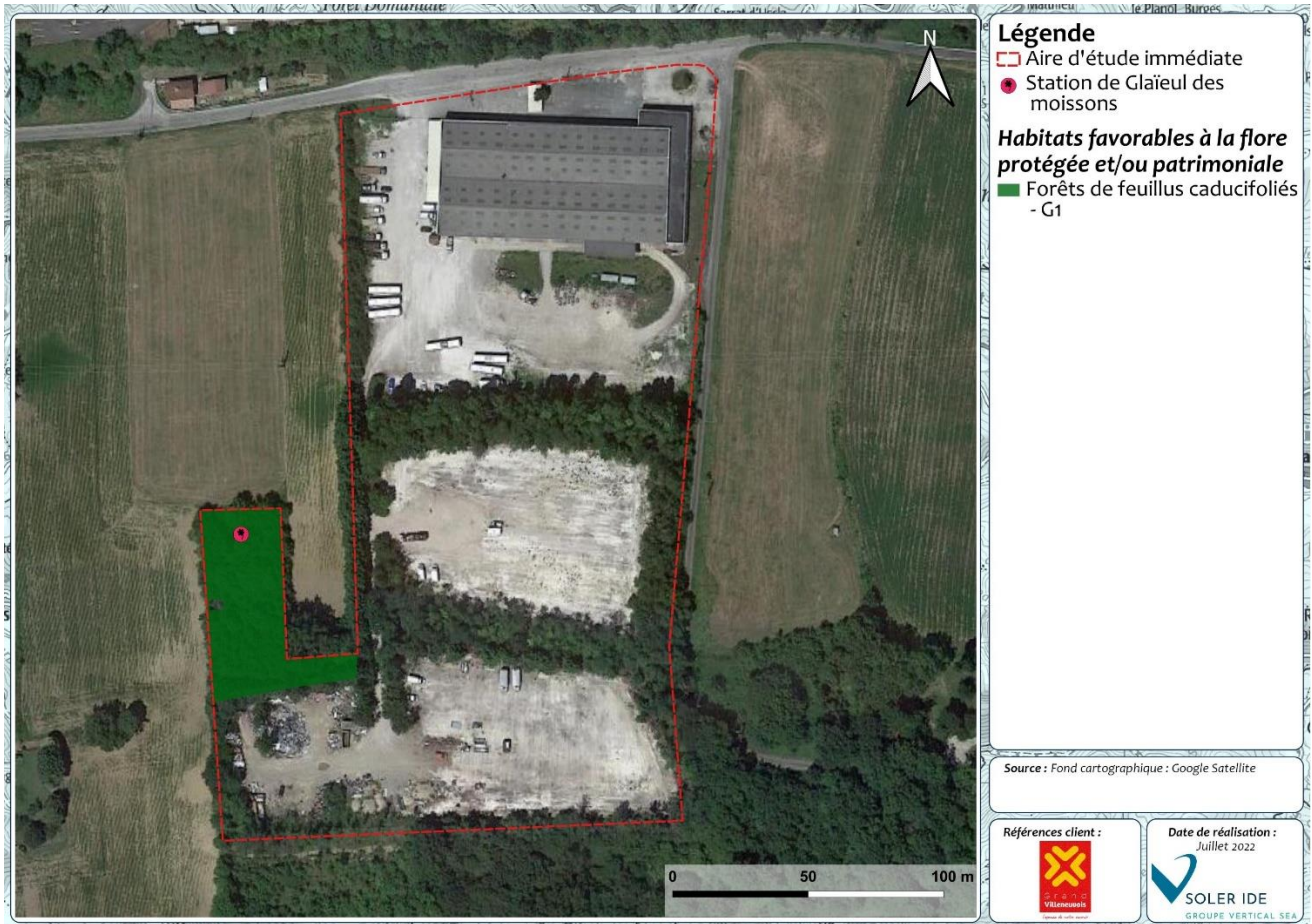 Forêt Domaniale
le Planol Burges
N
Légende
Aire d'étude immédiate
Station de Glaïeul des
moissons
Habitats favorables à la flore
protégée et/ou patrimoniale
Forêts de feuillus caducifoliés
- G1
0 50 100 m
Source : Fond cartographique : Google Satellite
Références client :
Grand
Villeneuvois
Date de réalisation :
Juillet 2022
SOLER IDE
GROUPE VERTICAL SEA